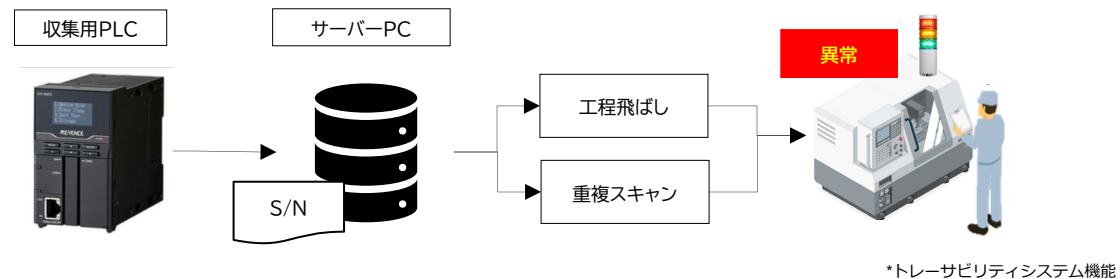 収集用PLC
サーバーPC
異常
KEYENCE
工程飛ばし
重複スキャン
S/N
*トレーサビリティシステム機能